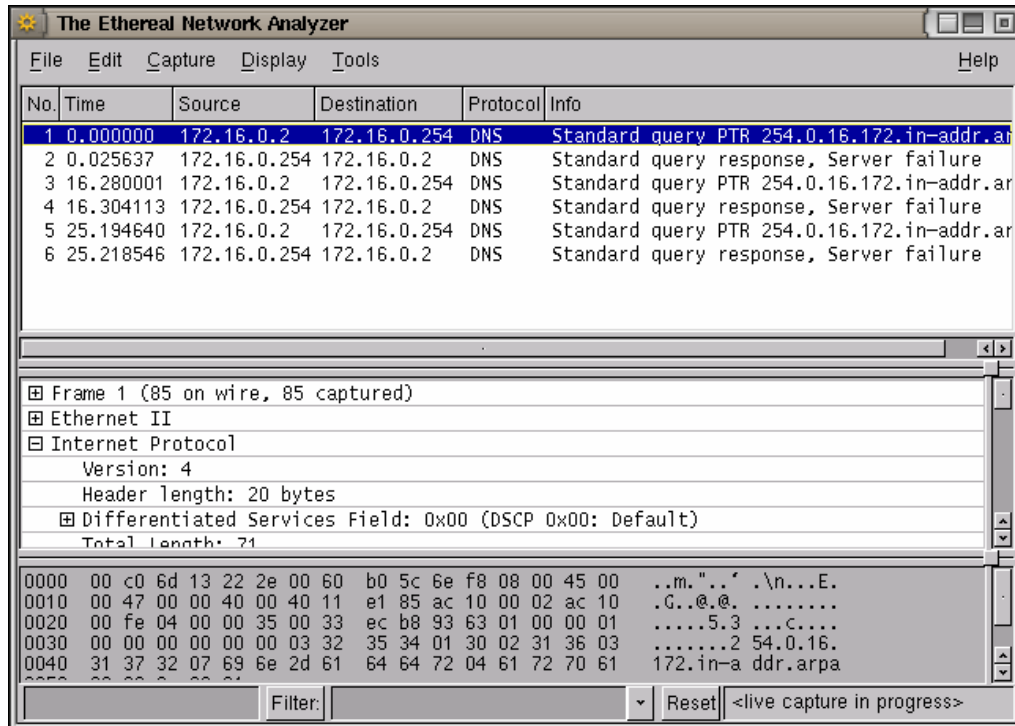 The Ethereal Network Analyzer
File Edit Capture Display Tools Help
No. Time Source Destination Protocol Info
1 0.000000 172.16.0.2 172.16.0.254 DNS Standard query PTR 254.0.16.172.in-addr.ar
2 0.025637 172.16.0.254 172.16.0.2 DNS Standard query response, Server failure
3 16.280001 172.16.0.2 172.16.0.254 DNS Standard query PTR 254.0.16.172.in-addr.ar
4 16.304113 172.16.0.254 172.16.0.2 DNS Standard query response, Server failure
5 25.194640 172.16.0.2 172.16.0.254 DNS Standard query PTR 254.0.16.172.in-addr.ar
6 25.218546 172.16.0.254 172.16.0.2 DNS Standard query response, Server failure
Frame 1 (85 on wire, 85 captured)
Ethernet II
Internet Protocol
Version: 4
Header length: 20 bytes
Differentiated Services Field: 0x00 (DSCP 0x00: Default)
Total Length: 71
0000 00 c0 6d 13 22 2e 00 60 b0 5c 6e f8 08 00 45 00 ..m."..` .\n...E.
0010 00 47 00 00 40 00 40 11 e1 85 ac 10 00 02 ac 10 .G..@.@. ........
0020 00 fe 04 00 00 35 00 33 ec b8 93 63 01 00 00 01 .....5.3 ...c....
0030 00 00 00 00 00 00 03 32 35 34 01 30 02 31 36 03 .......2 54.0.16.
0040 31 37 32 07 69 6e 2d 61 64 64 72 04 61 72 70 61 172.in-a ddr.arpa
Filter: Reset <live capture in progress>